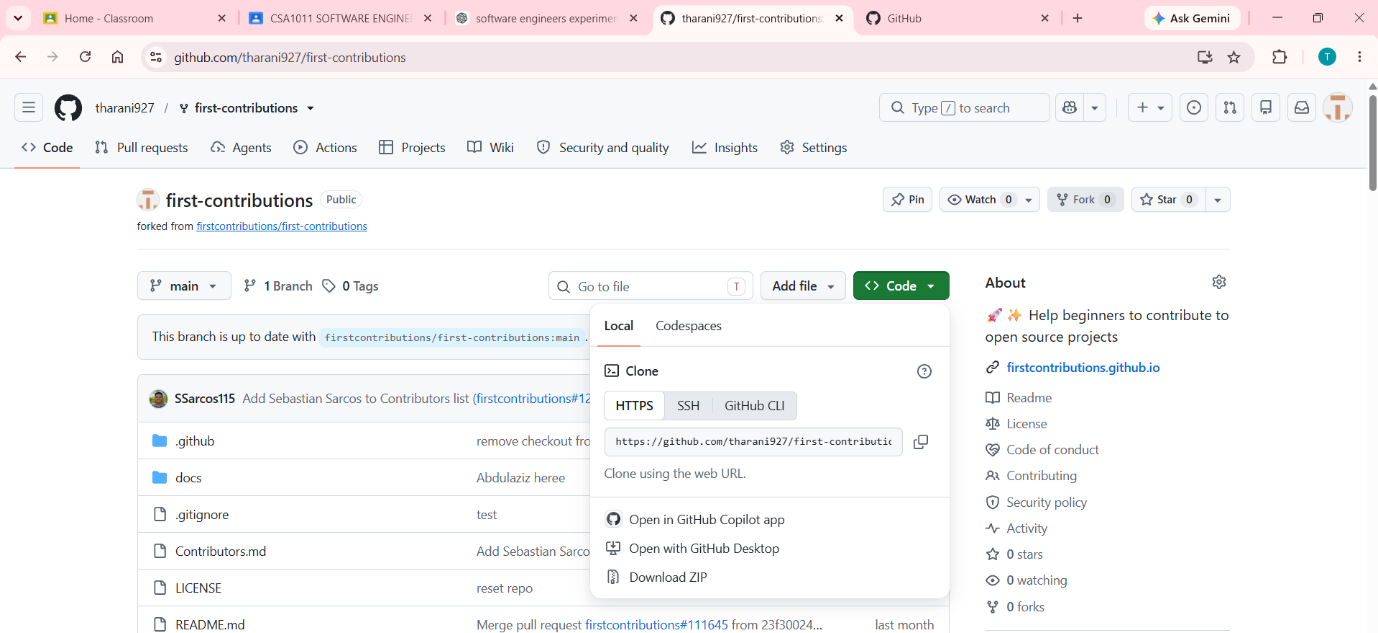 Home - Classroom
CSA1011 SOFTWARE ENGINE
software engineers experimen
tharani927/first-contributions:
GitHub
Ask Gemini
github.com/tharani927/first-contributions
T
tharani927 / first-contributions
Type / to search
Code
Pull requests
Agents
Actions
Projects
Wiki
Security and quality
Insights
Settings
first-contributions Public
Pin
Watch 0
Fork 0
Star 0
forked from firstcontributions/first-contributions
main
1 Branch
0 Tags
Go to file T
Add file
Code
This branch is up to date with firstcontributions/first-contributions:main .
SSarcos115 Add Sebastian Sarcos to Contributors list (firstcontributions#12
.github remove checkout fro
docs Abdulaziz heree
.gitignore test
Contributors.md Add Sebastian Sarco
LICENSE reset repo
README.md Merge pull request firstcontributions#111645 from 23f30024... last month
Local Codespaces
Clone
HTTPS SSH GitHub CLI
https://github.com/tharani927/first-contributic
Clone using the web URL.
Open in GitHub Copilot app
Open with GitHub Desktop
Download ZIP
About
🚀✨ Help beginners to contribute to
open source projects
firstcontributions.github.io
Readme
License
Code of conduct
Contributing
Security policy
Activity
0 stars
0 watching
0 forks